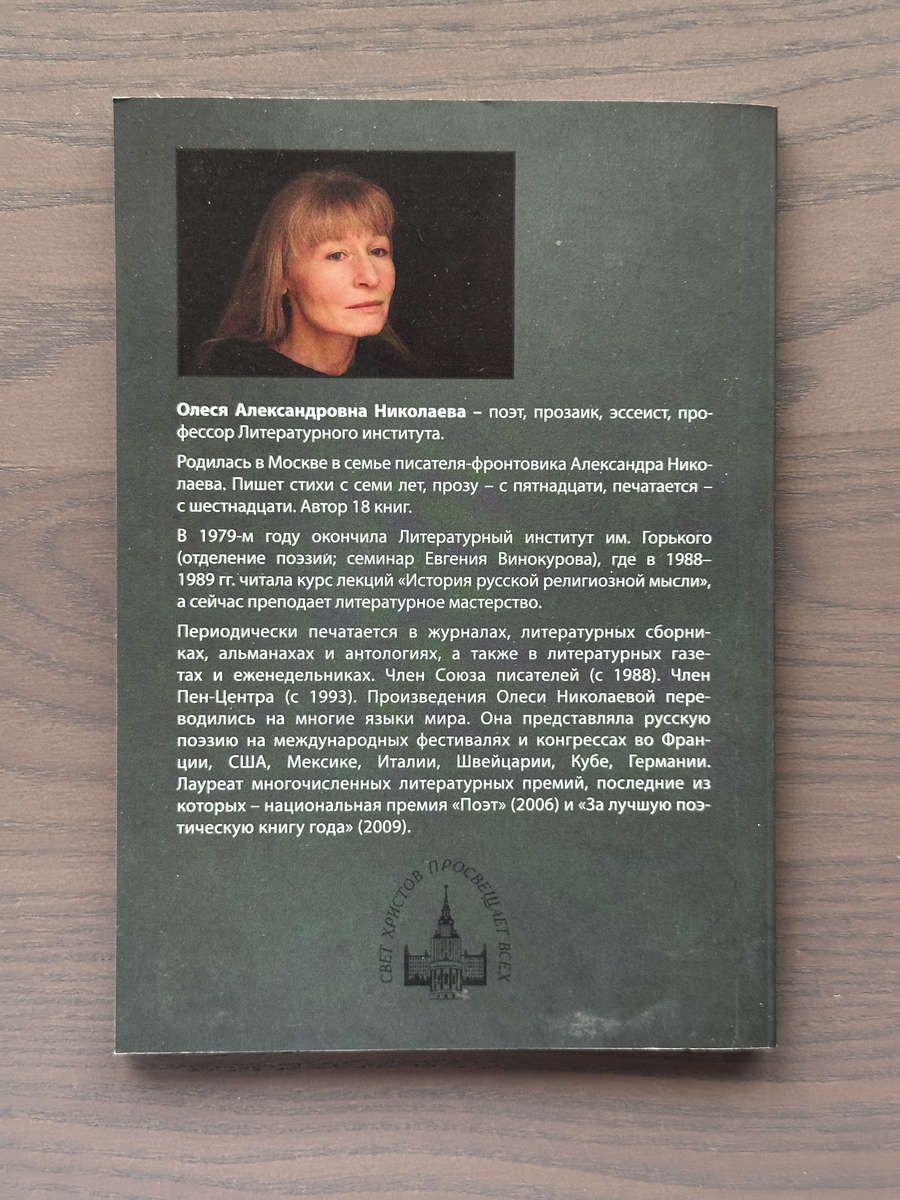 Олеся Александровна Николаева – поэт, прозаик, эссеист, про-
фессор Литературного института.
Родилась в Москве в семье писателя-фронтовика Александра Нико-
лаева. Пишет стихи с семи лет, прозу – с пятнадцати, печатается –
с шестнадцати. Автор 18 книг.
В 1979-м году окончила Литературный институт им. Горького
(отделение поэзии; семинар Евгения Винокурова), где в 1988–
1989 гг. читала курс лекций «История русской религиозной мысли»,
а сейчас преподает литературное мастерство.
Периодически печатается в журналах, литературных сборни-
ках, альманахах и антологиях, а также в литературных газе-
тах и еженедельниках. Член Союза писателей (с 1988). Член
Пен-Центра (с 1993). Произведения Олеси Николаевой пере-
водились на многие языки мира. Она представляла русскую
поэзию на международных фестивалях и конгрессах во Фран-
ции, США, Мексике, Италии, Швейцарии, Кубе, Германии.
Лауреат многочисленных литературных премий, последние из
которых – национальная премия «Поэт» (2006) и «За лучшую поэ-
тическую книгу года» (2009).
СВЕТ ХРИСТОВ ПРОСВЕЩАЕТ ВСЕХ